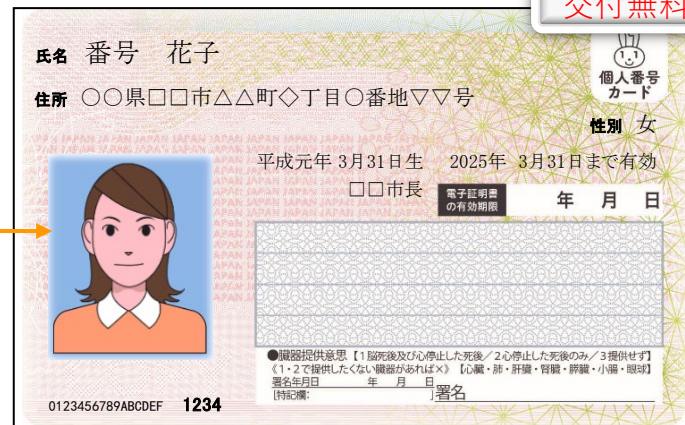 交付無料
氏名 番号 花子
個人番号
カード
住所 ○○県□□市△△町◇丁目○番地▽▽号
性別 女
平成元年 3月31日生 2025年 3月31日まで有効
□□市長 電子証明書の有効期限 年 月 日
●臓器提供意思【1脳死後及び心停止した死後／2心停止した死後のみ／3提供せず】
《1・2で提供したくない臓器があれば×》【心臓・肺・肝臓・腎臓・膵臓・小腸・眼球】
署名年月日 年 月 日
[特記欄: ] 署名
0123456789ABCDEF 1234